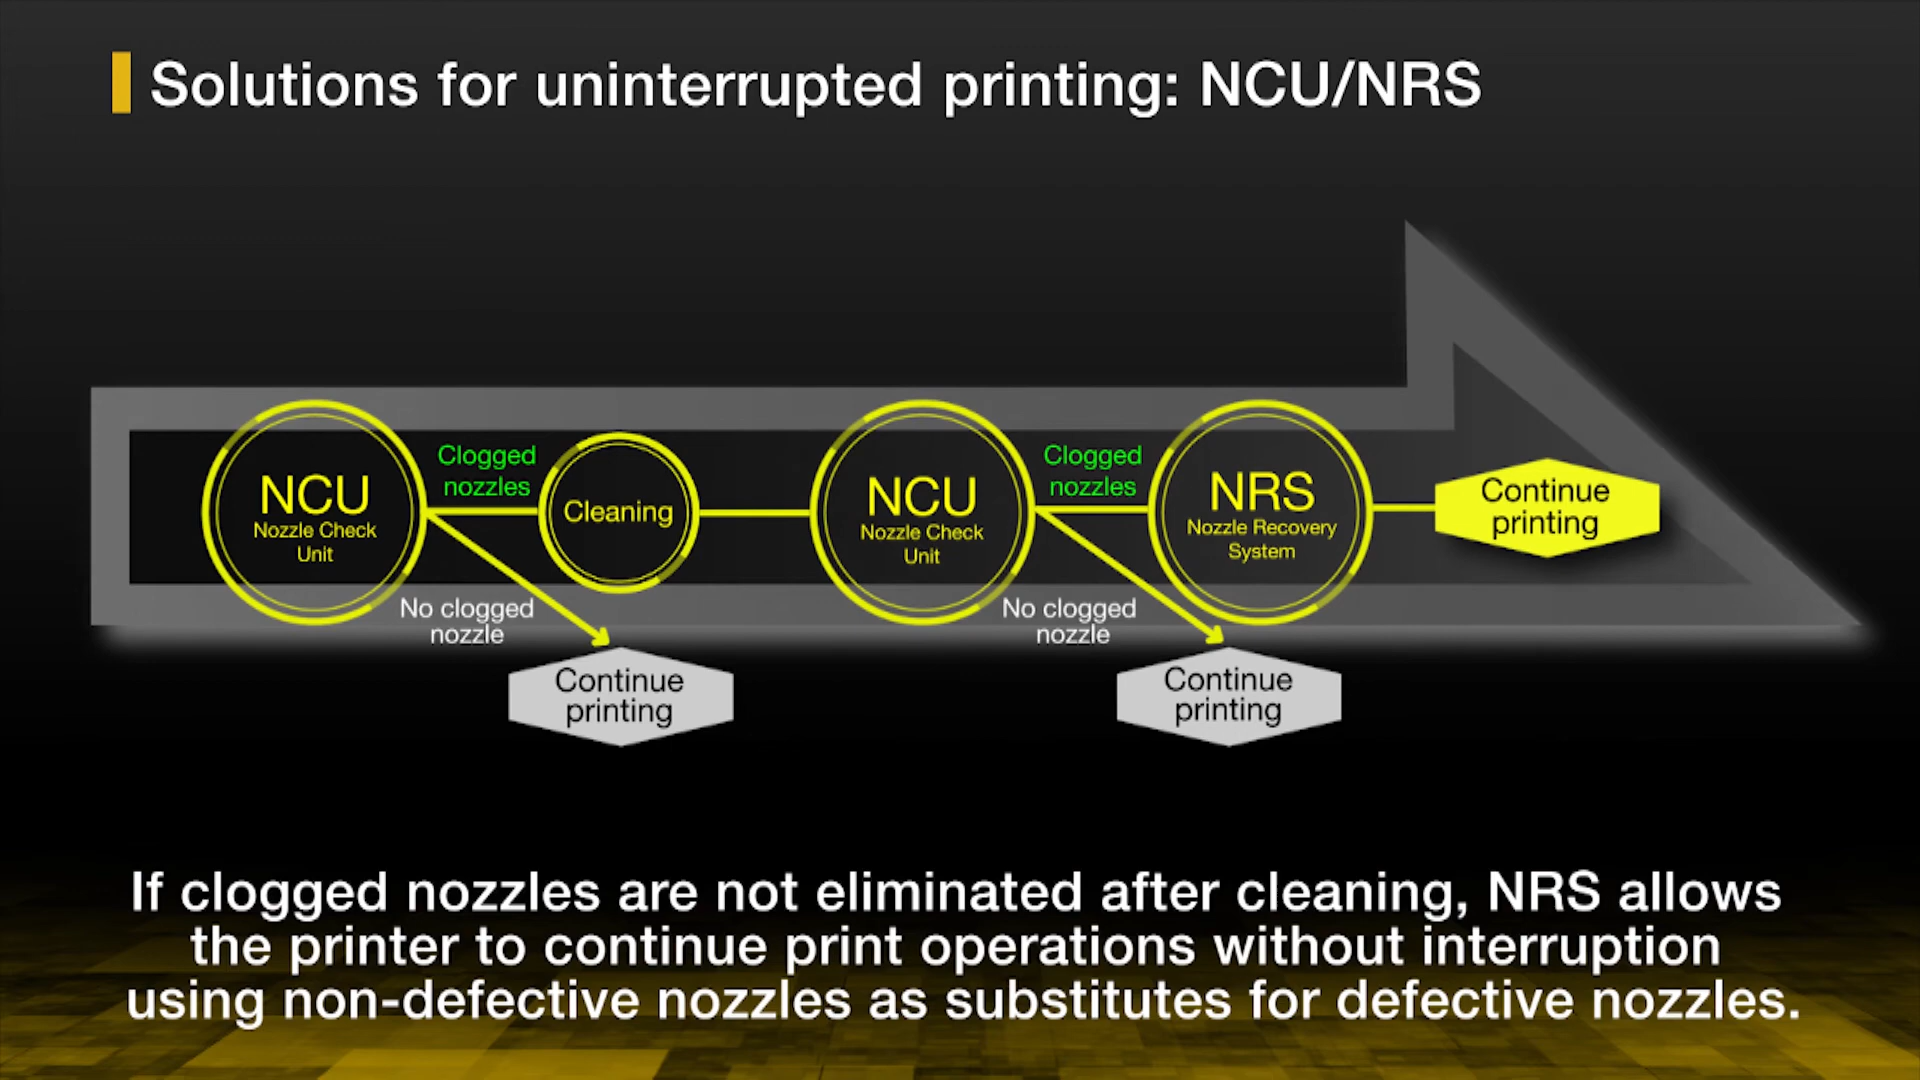 Solutions for uninterrupted printing: NCU/NRS
NCU
Nozzle Check
Unit
Clogged
nozzles
Cleaning
No clogged
nozzle
Continue
printing
NCU
Nozzle Check
Unit
Clogged
nozzles
No clogged
nozzle
Continue
printing
NRS
Nozzle Recovery
System
Continue
printing
If clogged nozzles are not eliminated after cleaning, NRS allows
the printer to continue print operations without interruption
using non-defective nozzles as substitutes for defective nozzles.